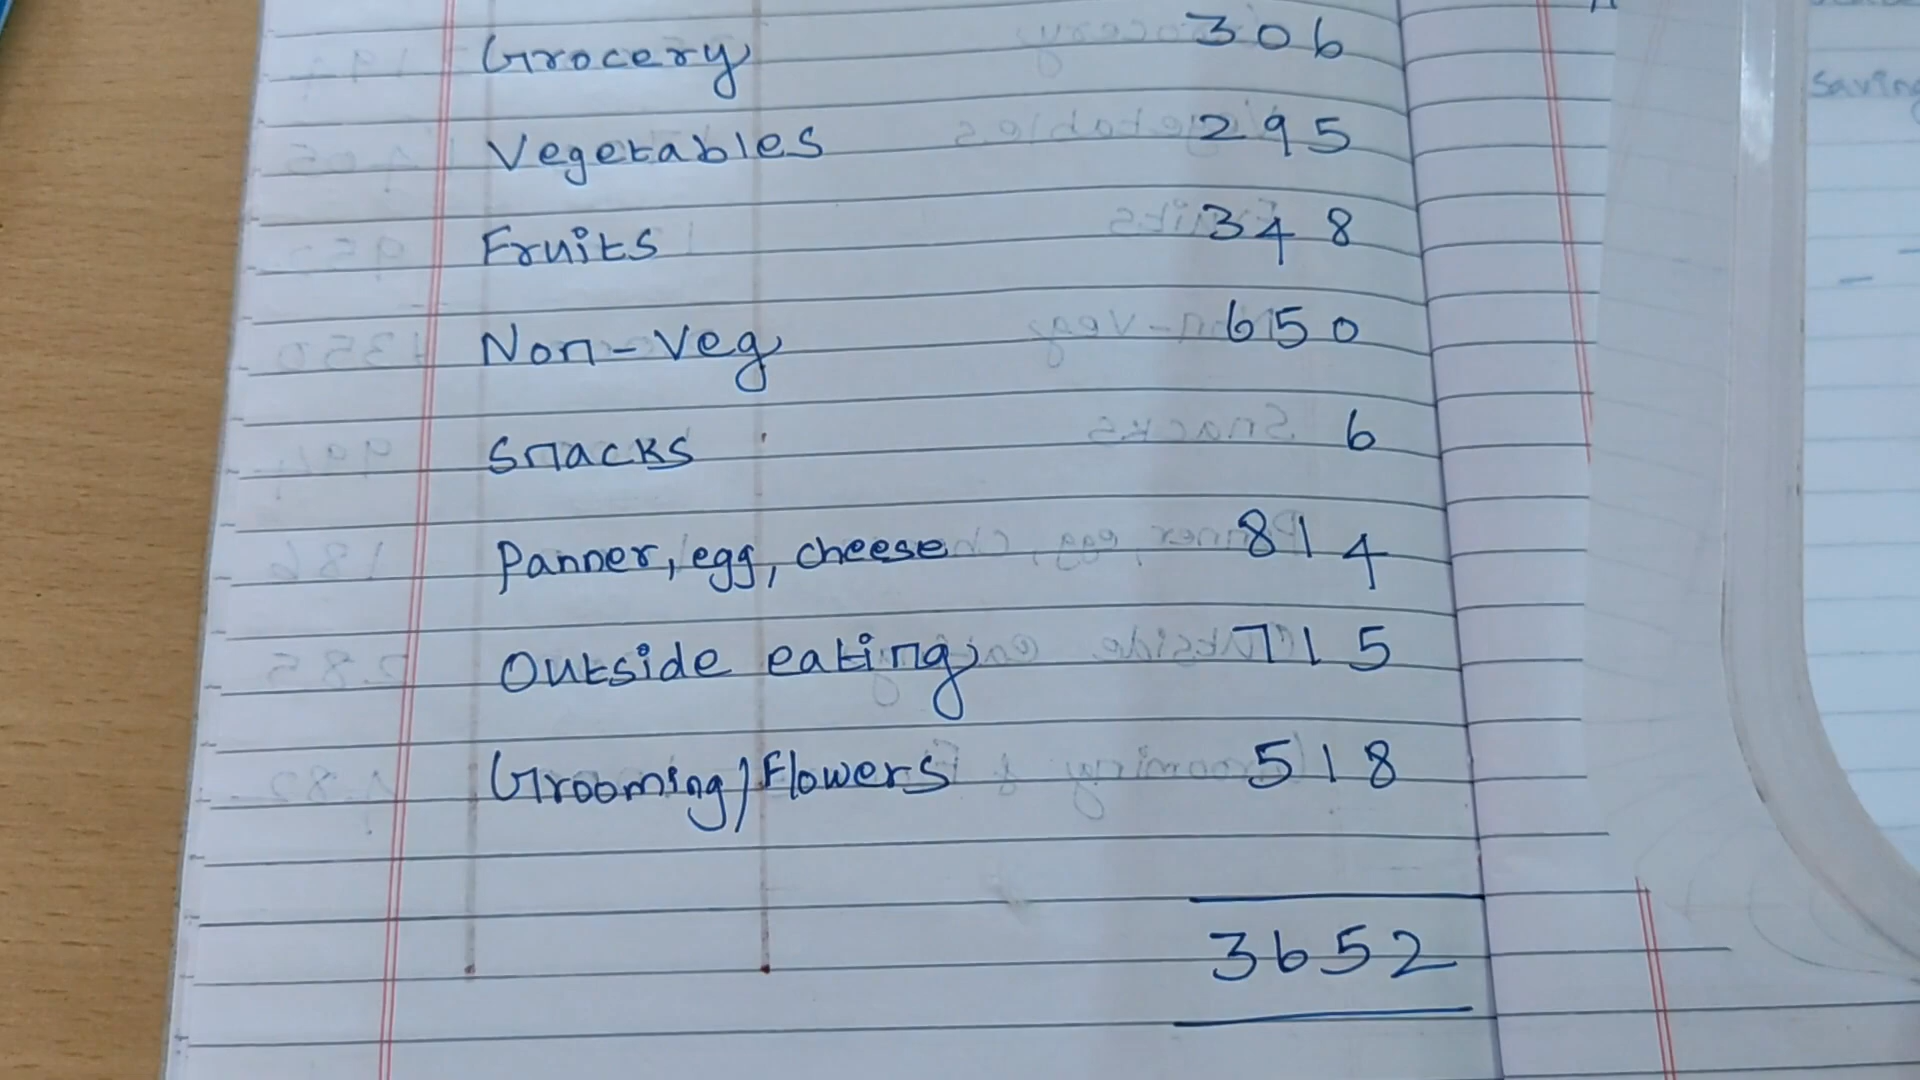 Grocery 306
Vegetables 295
Fruits 348
Non-Veg 650
Snacks 6
Panner, egg, cheese 814
Outside eating 715
Grooming/Flowers 518
3652
Saving